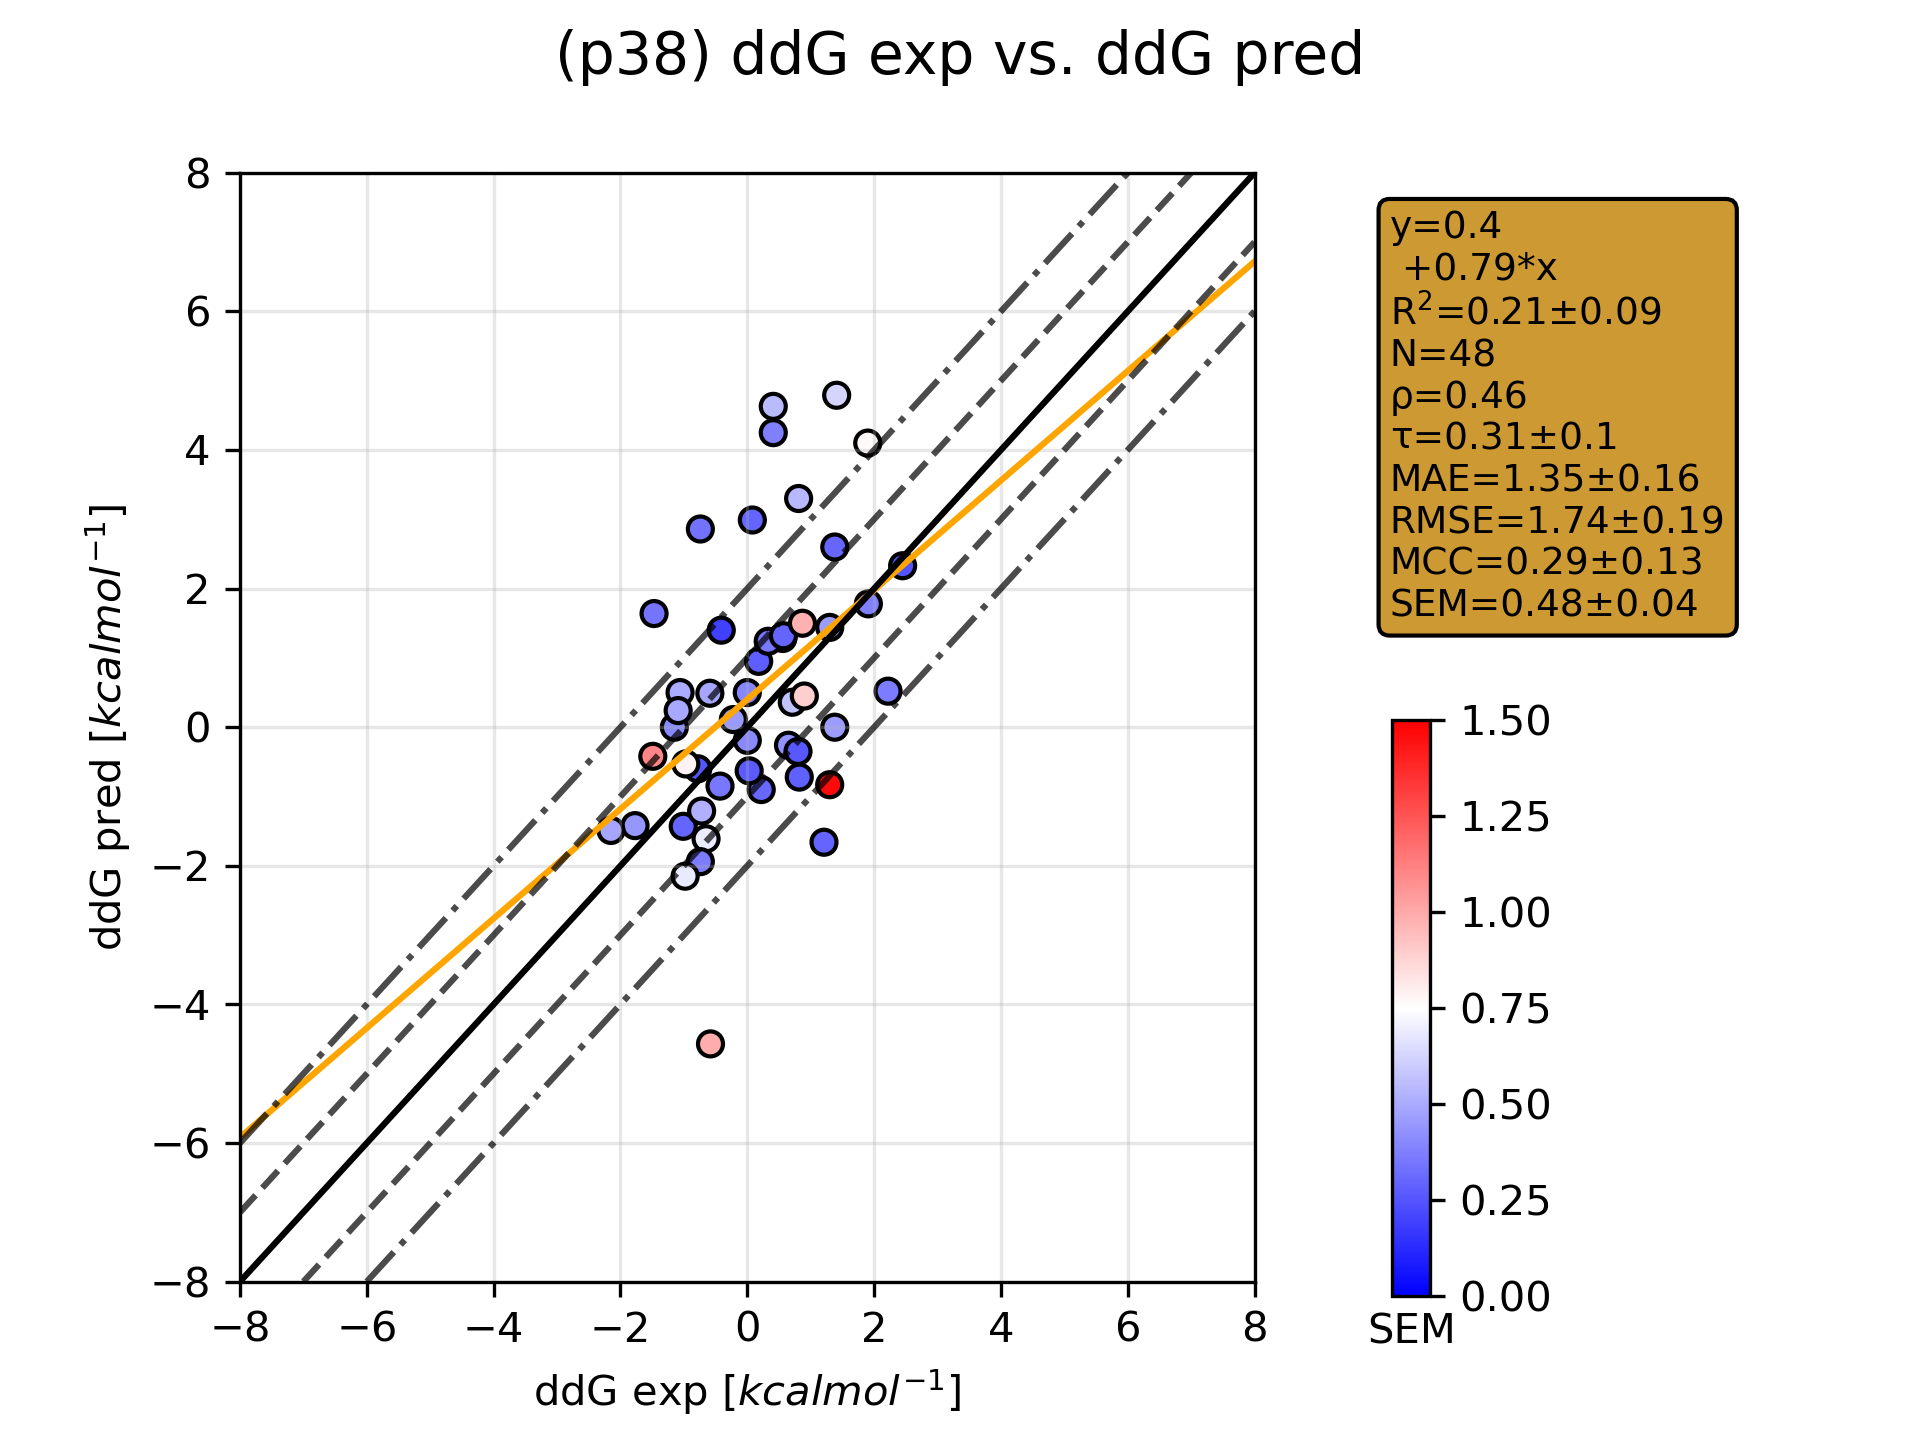 (p38) ddG exp vs. ddG pred
8
6
4
2
0
−2
−4
−6
−8
ddG pred [kcalmol⁻¹]
−8 −6 −4 −2 0 2 4 6 8
ddG exp [kcalmol⁻¹]
y=0.4
+0.79*x
R²=0.21±0.09
N=48
ρ=0.46
τ=0.31±0.1
MAE=1.35±0.16
RMSE=1.74±0.19
MCC=0.29±0.13
SEM=0.48±0.04
1.50
1.25
1.00
0.75
0.50
0.25
0.00
SEM